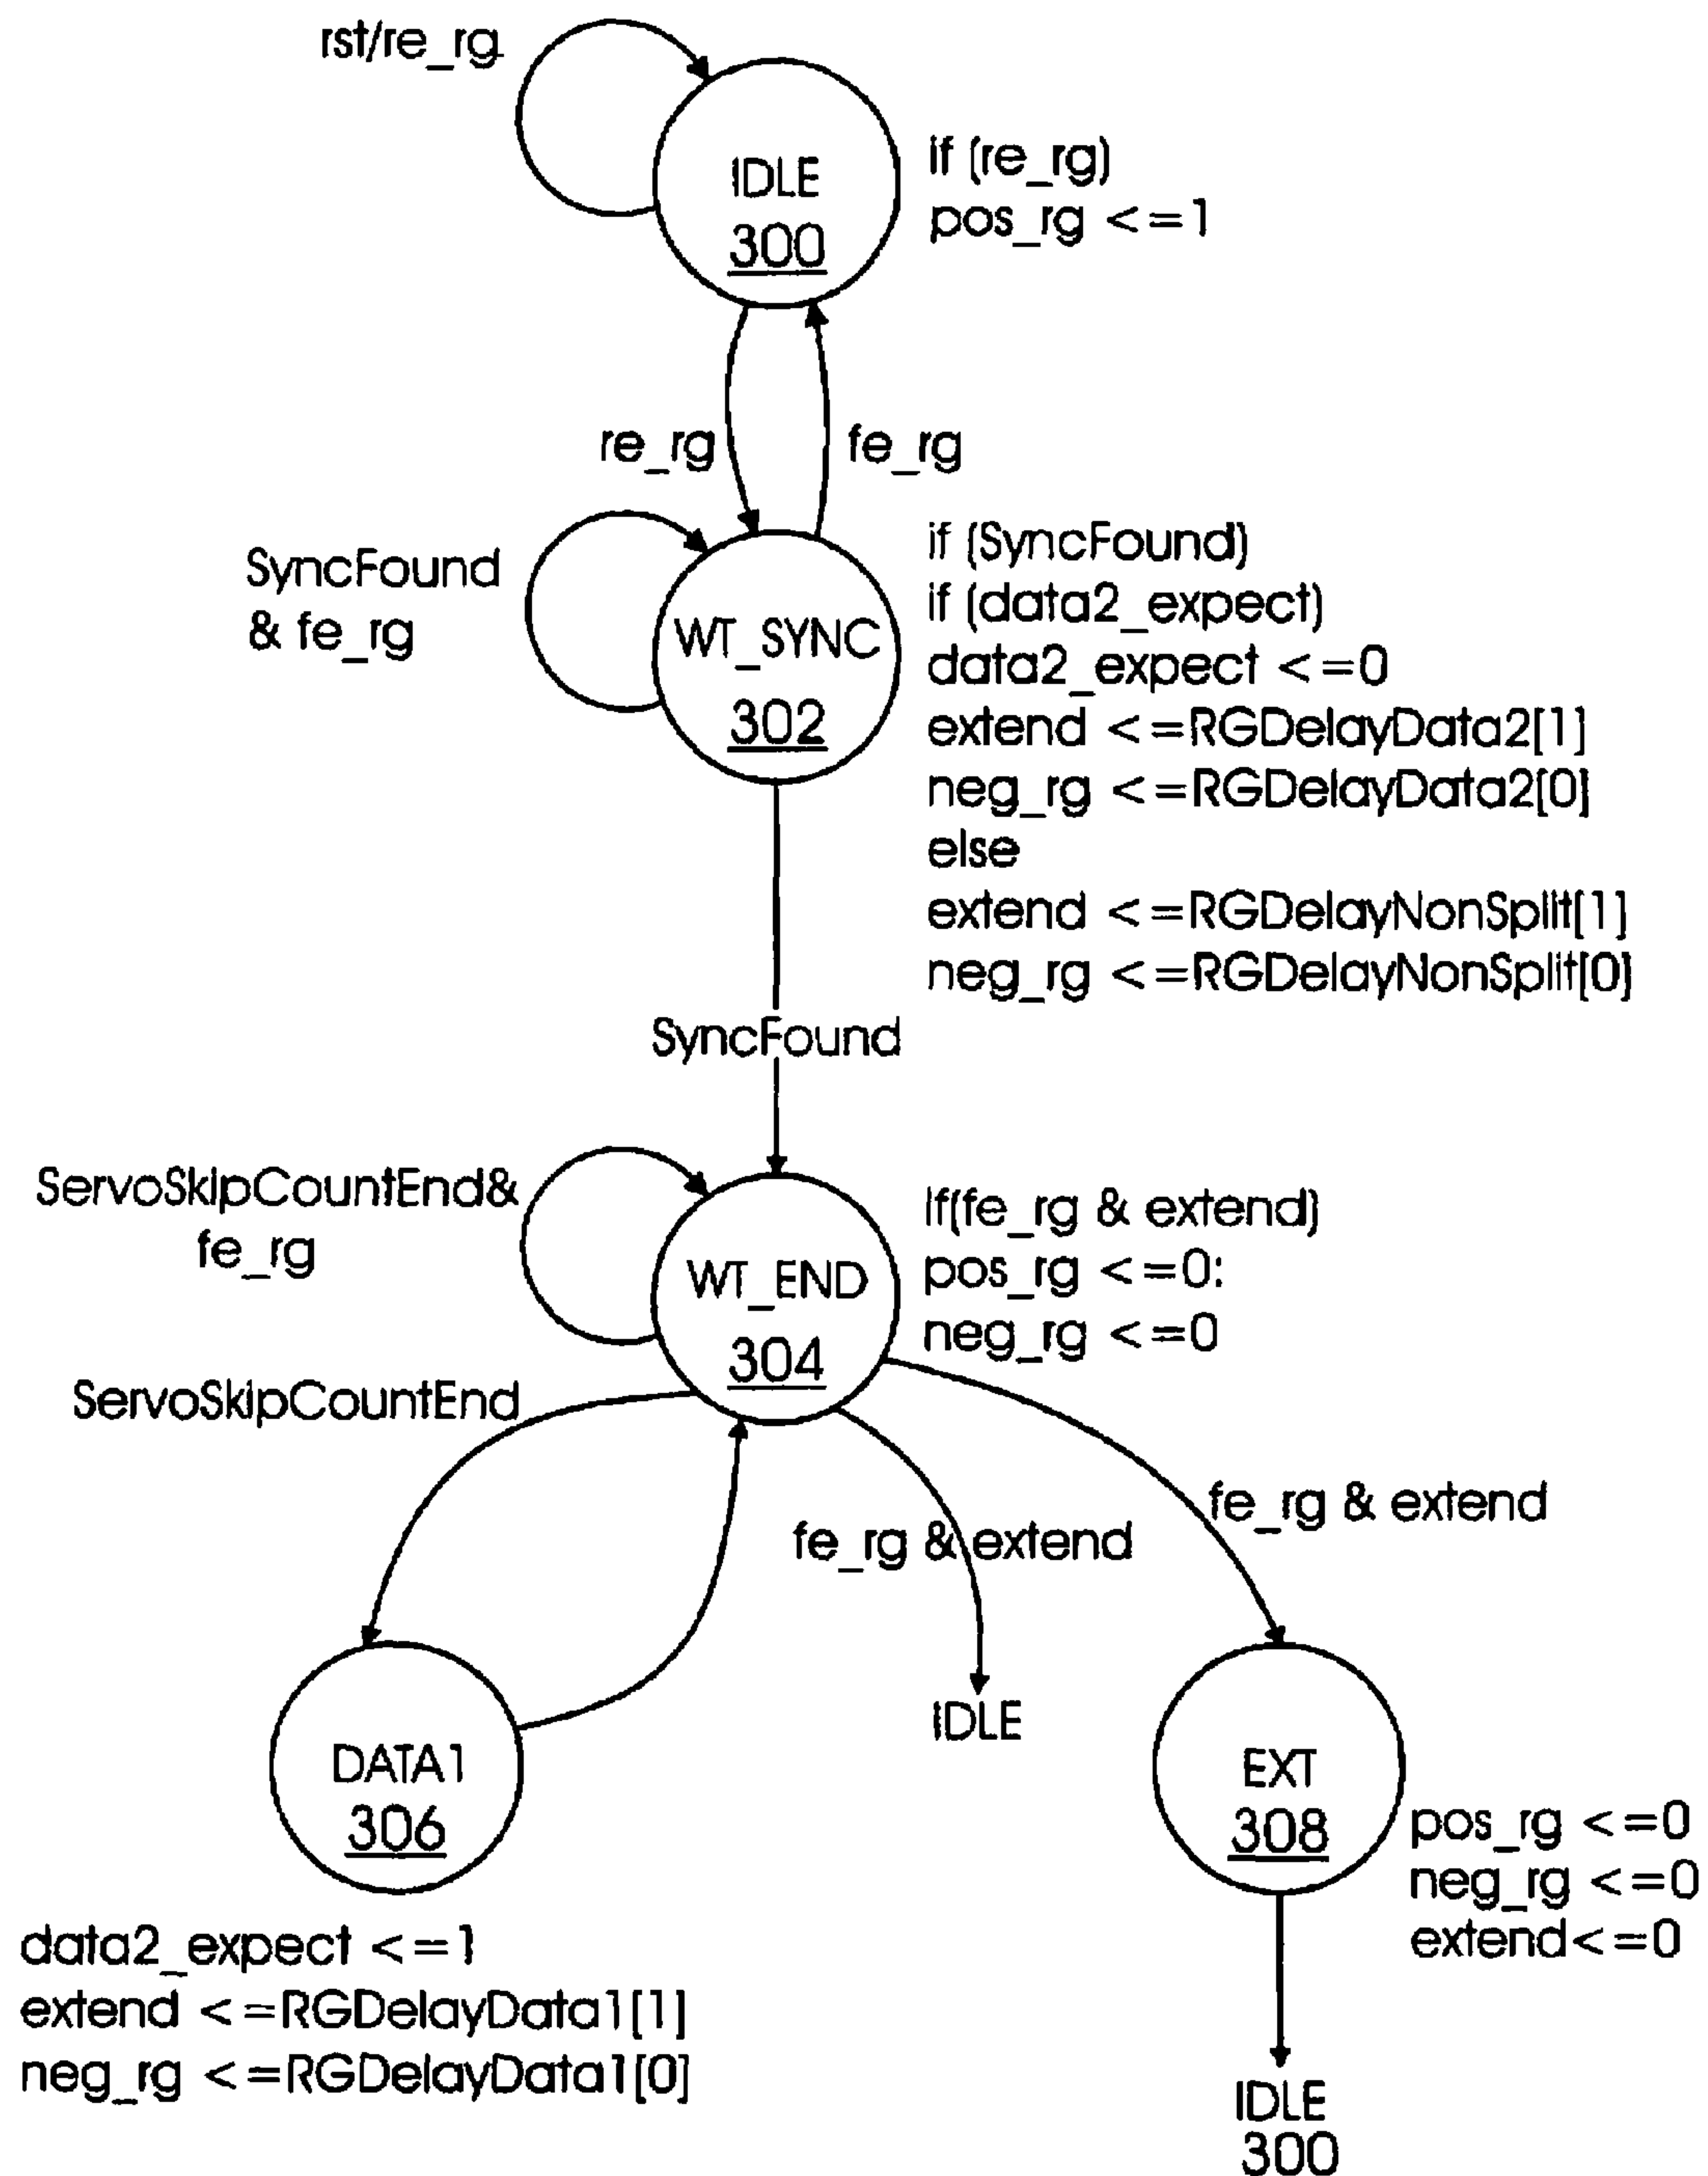 rst/re_rg
IDLE
300
if (re_rg)
pos_rg <=1
re_rg
fe_rg
SyncFound
& fe_rg
WT_SYNC
302
if (SyncFound)
if (data2_expect)
data2_expect <=0
extend <=RGDelayData2[1]
neg_rg <=RGDelayData2[0]
else
extend <=RGDelayNonSplit[1]
neg_rg <=RGDelayNonSplit[0]
SyncFound
ServoSkipCountEnd&
fe_rg
WT_END
304
If(fe_rg & extend)
pos_rg <=0:
neg_rg <=0
ServoSkipCountEnd
fe_rg & extend
fe_rg & extend
IDLE
DATA1
306
EXT
308
pos_rg <=0
neg_rg <=0
extend<=0
data2_expect <=1
extend <=RGDelayData1[1]
neg_rg <=RGDelayData1[0]
IDLE
300